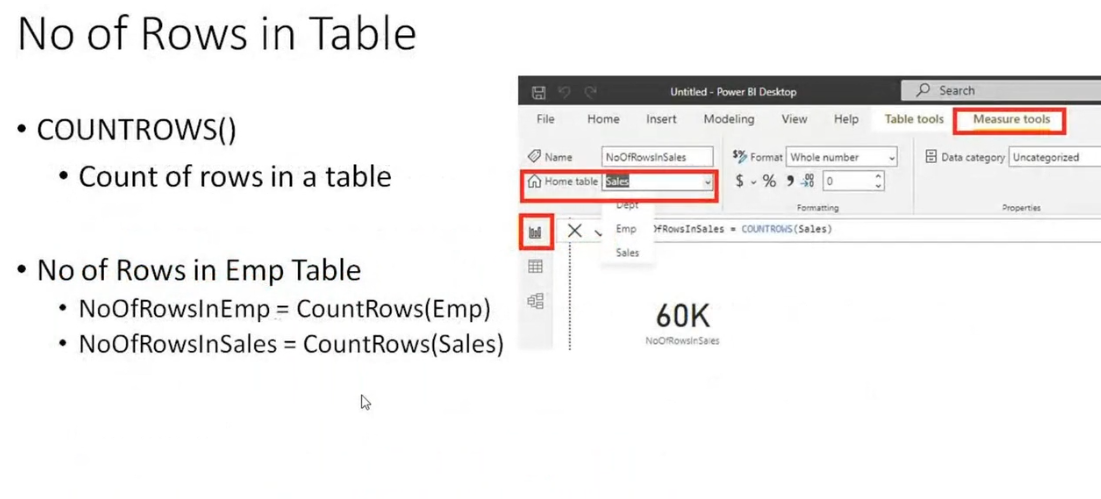 No of Rows in Table
• COUNTROWS()
• Count of rows in a table
• No of Rows in Emp Table
• NoOfRowsInEmp = CountRows(Emp)
• NoOfRowsInSales = CountRows(Sales)
Untitled - Power BI Desktop
Search
File Home Insert Modeling View Help Table tools Measure tools
Name NoOfRowsInSales
$% Format Whole number
Data category Uncategorized
Home table Sales
$ % 9 .00 0
Formatting
Properties
Dept
Emp
Sales
OfRowsInSales = COUNTROWS(Sales)
60K
NoOfRowsInSales